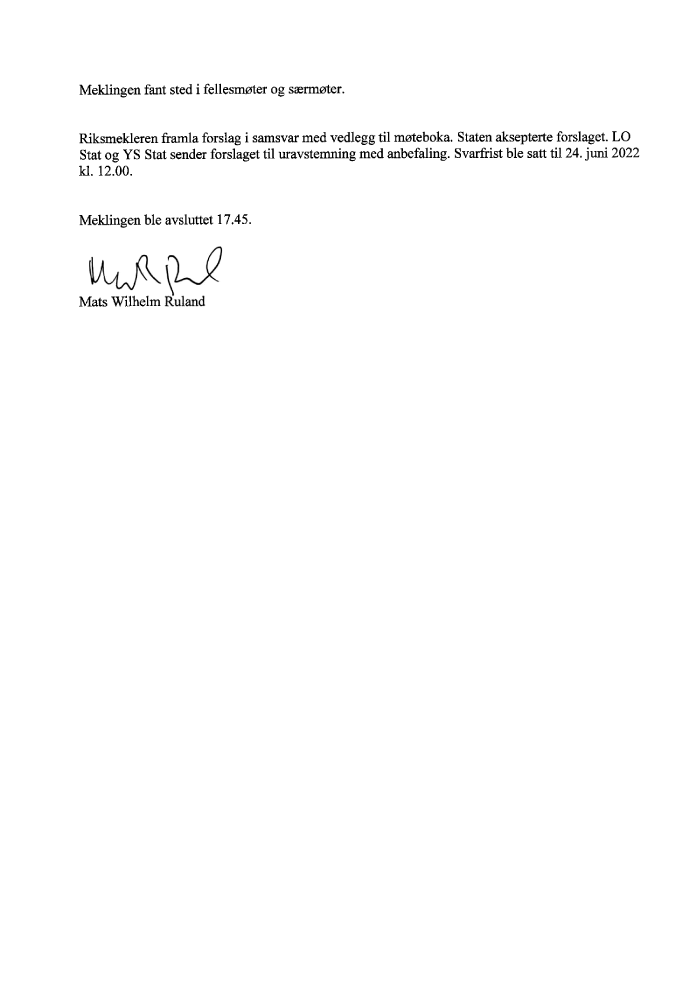 Meklingen fant sted i fellesmøter og særmøter.
Riksmekleren framla forslag i samsvar med vedlegg til møteboka. Staten aksepterte forslaget. LO
Stat og YS Stat sender forslaget til uravstemning med anbefaling. Svarfrist ble satt til 24. juni 2022
kl. 12.00.
Meklingen ble avsluttet 17.45.
Mats Wilhelm Ruland